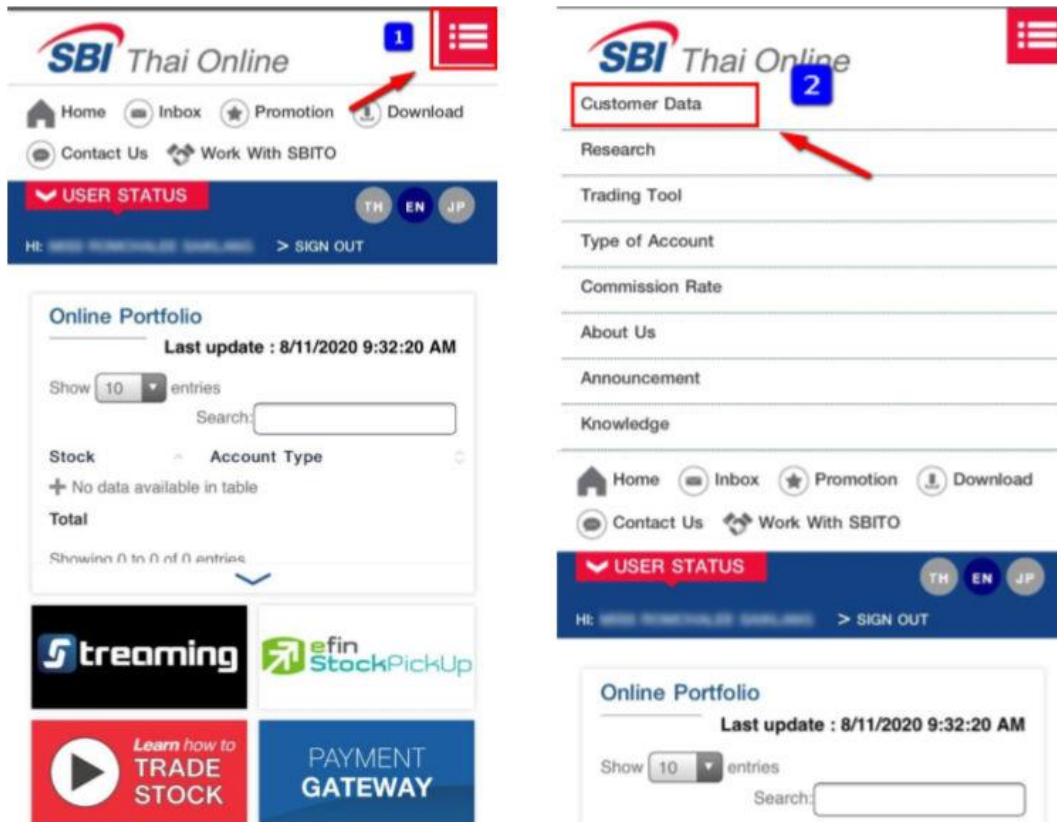 SBI Thai Online
1
Home Inbox Promotion Download
Contact Us Work With SBITO
USER STATUS
TH EN JP
HI: > SIGN OUT
Online Portfolio
Last update : 8/11/2020 9:32:20 AM
Show 10 entries
Search:
Stock Account Type
No data available in table
Total
Showing 0 to 0 of 0 entries
Streaming
efin
StockPickUp
Learn how to
TRADE
STOCK
PAYMENT
GATEWAY
SBI Thai Online
2
Customer Data
Research
Trading Tool
Type of Account
Commission Rate
About Us
Announcement
Knowledge
Home Inbox Promotion Download
Contact Us Work With SBITO
USER STATUS
TH EN JP
HI: > SIGN OUT
Online Portfolio
Last update : 8/11/2020 9:32:20 AM
Show 10 entries
Search: